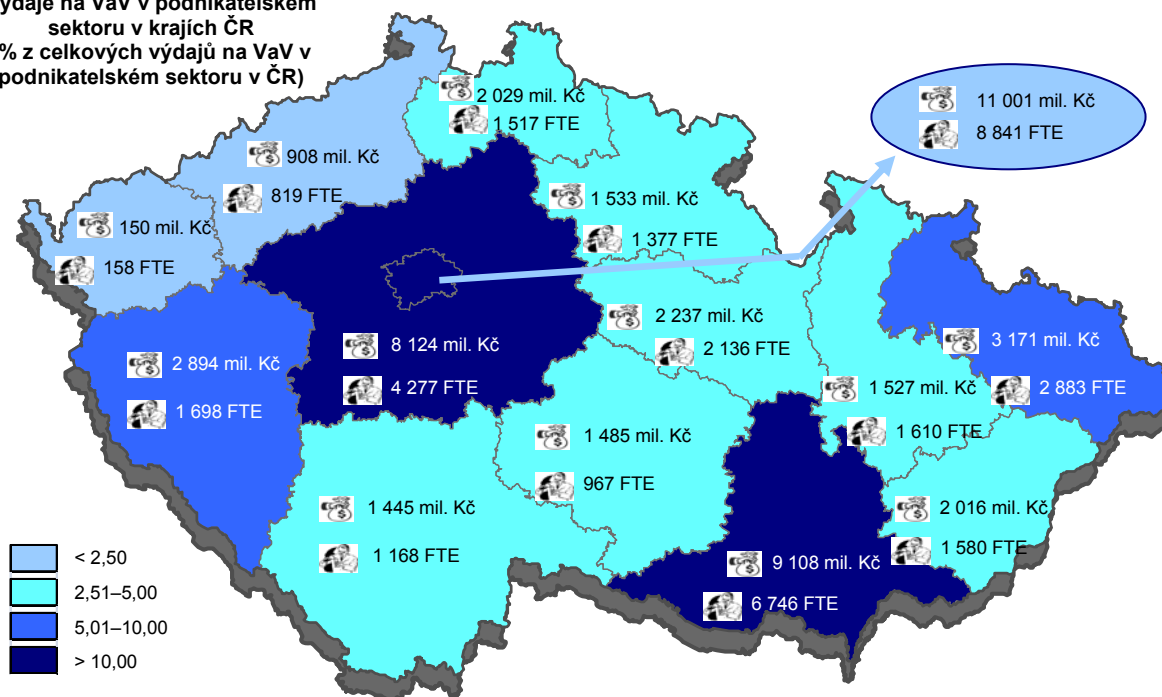 ýdaje na VaV v podnikatelském
sektoru v krajích ČR
% z celkových výdajů na VaV v
podnikatelském sektoru v ČR)
2 029 mil. Kč
1 517 FTE
11 001 mil. Kč
8 841 FTE
908 mil. Kč
819 FTE
150 mil. Kč
158 FTE
1 533 mil. Kč
1 377 FTE
2 237 mil. Kč
2 136 FTE
8 124 mil. Kč
4 277 FTE
2 894 mil. Kč
1 698 FTE
3 171 mil. Kč
2 883 FTE
1 527 mil. Kč
1 610 FTE
1 485 mil. Kč
967 FTE
1 445 mil. Kč
1 168 FTE
2 016 mil. Kč
1 580 FTE
9 108 mil. Kč
6 746 FTE
< 2,50
2,51–5,00
5,01–10,00
> 10,00